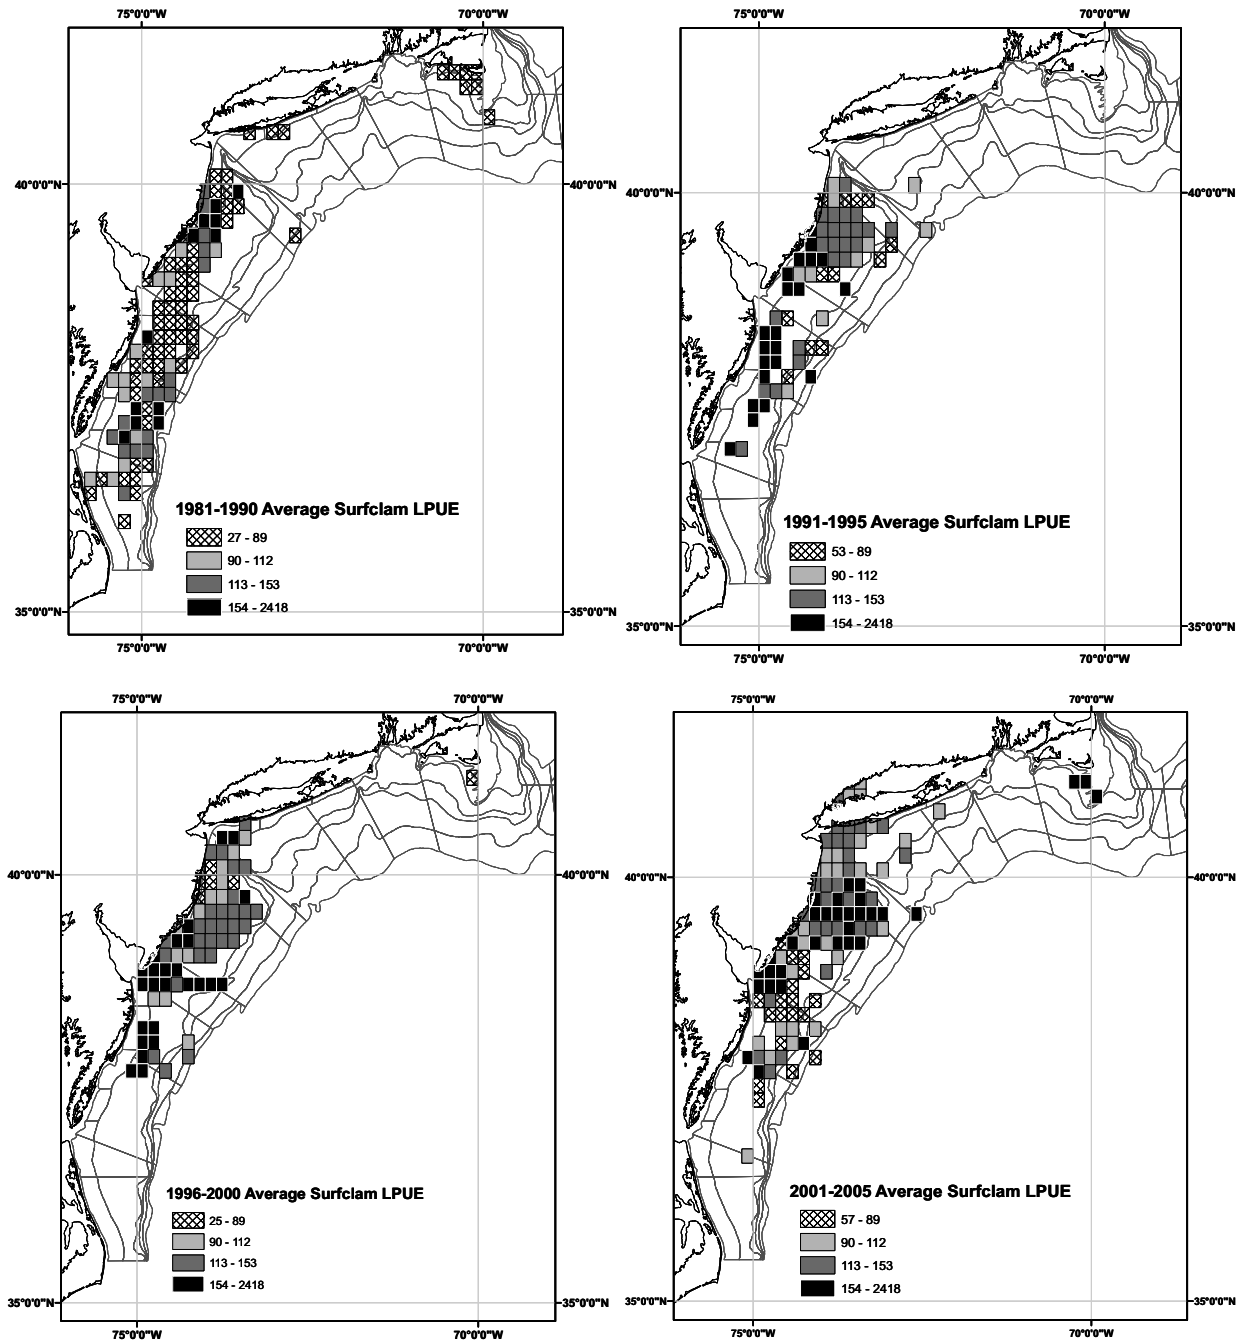 75°0'0"W 70°0'0"W
40°0'0"N 40°0'0"N
1981-1990 Average Surfclam LPUE
27 - 89
90 - 112
113 - 153
154 - 2418
35°0'0"N 35°0'0"N
75°0'0"W 70°0'0"W
75°0'0"W 70°0'0"W
40°0'0"N 40°0'0"N
1991-1995 Average Surfclam LPUE
53 - 89
90 - 112
113 - 153
154 - 2418
35°0'0"N 35°0'0"N
75°0'0"W 70°0'0"W
75°0'0"W 70°0'0"W
40°0'0"N 40°0'0"N
1996-2000 Average Surfclam LPUE
25 - 89
90 - 112
113 - 153
154 - 2418
35°0'0"N 35°0'0"N
75°0'0"W 70°0'0"W
75°0'0"W 70°0'0"W
40°0'0"N 40°0'0"N
2001-2005 Average Surfclam LPUE
57 - 89
90 - 112
113 - 153
154 - 2418
35°0'0"N 35°0'0"N
75°0'0"W 70°0'0"W